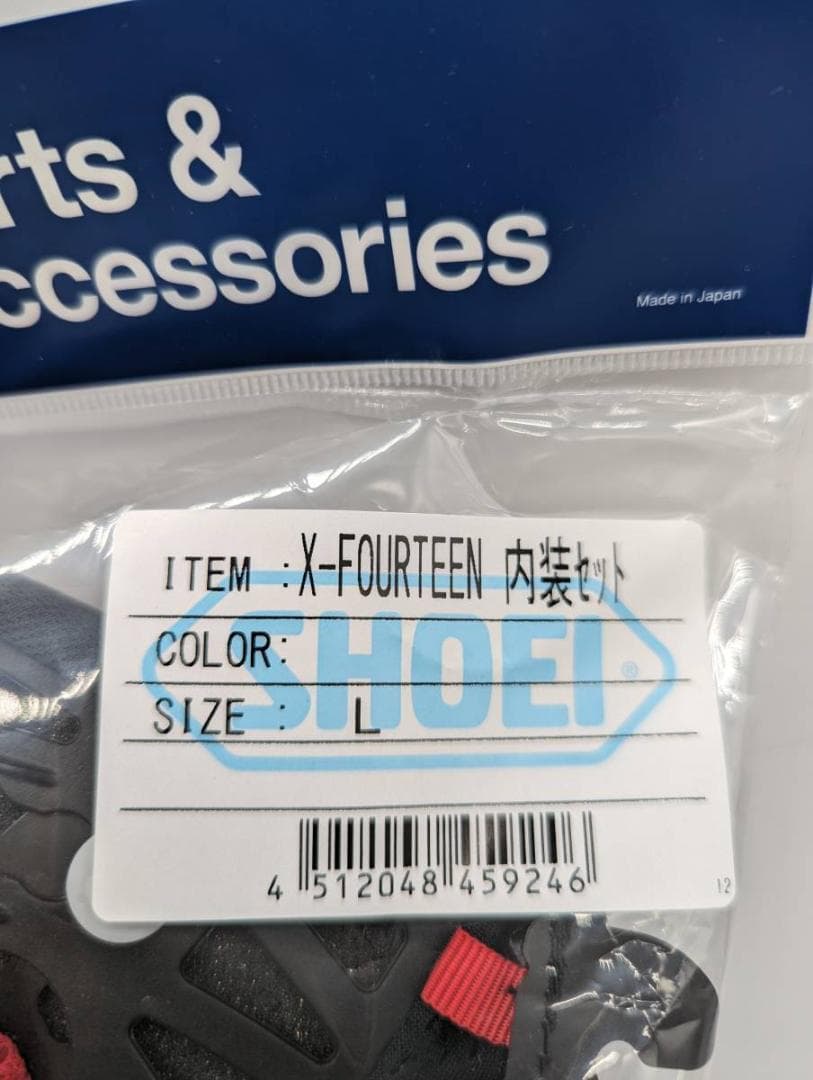 rts &
ccessories
Made in Japan
ITEM :X-FOURTEEN 内装ｾｯﾄ
COLOR:
SHOEI®
SIZE : L
4 512048 459246
12